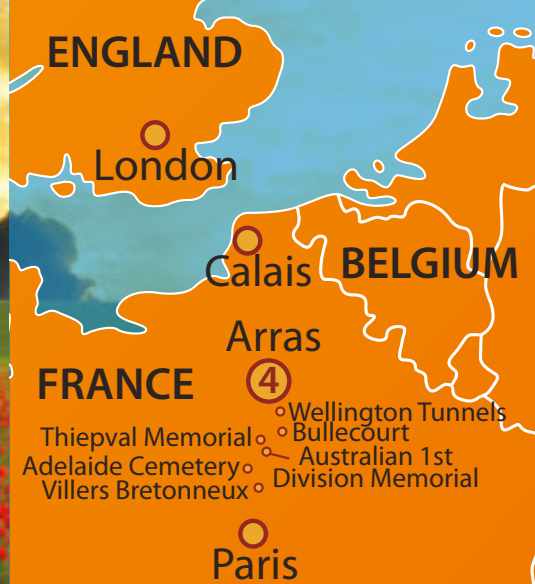 ENGLAND
London
Calais
BELGIUM
Arras
FRANCE
4
Wellington Tunnels
Bullecourt
Thiepval Memorial
Australian 1st
Division Memorial
Adelaide Cemetery
Villers Bretonneux
Paris